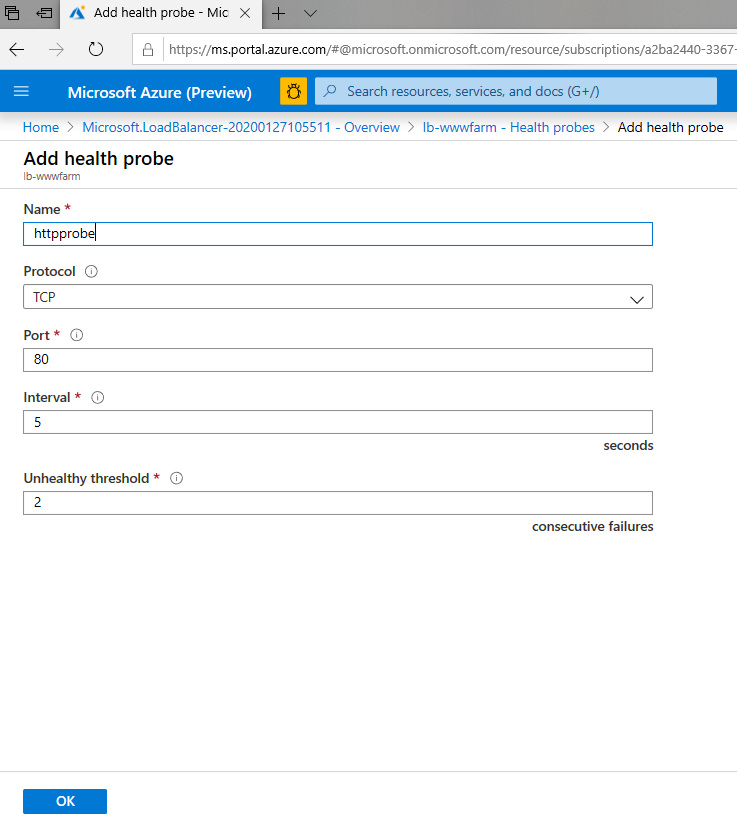 Add health probe - Mic
https://ms.portal.azure.com/#@microsoft.onmicrosoft.com/resource/subscriptions/a2ba2440-3367-
Microsoft Azure (Preview)
Search resources, services, and docs (G+/)
Home > Microsoft.LoadBalancer-20200127105511 - Overview > lb-wwwfarm - Health probes > Add health probe
Add health probe
lb-wwwfarm
Name *
httpprobe
Protocol
TCP
Port *
80
Interval *
5
seconds
Unhealthy threshold *
2
consecutive failures
OK